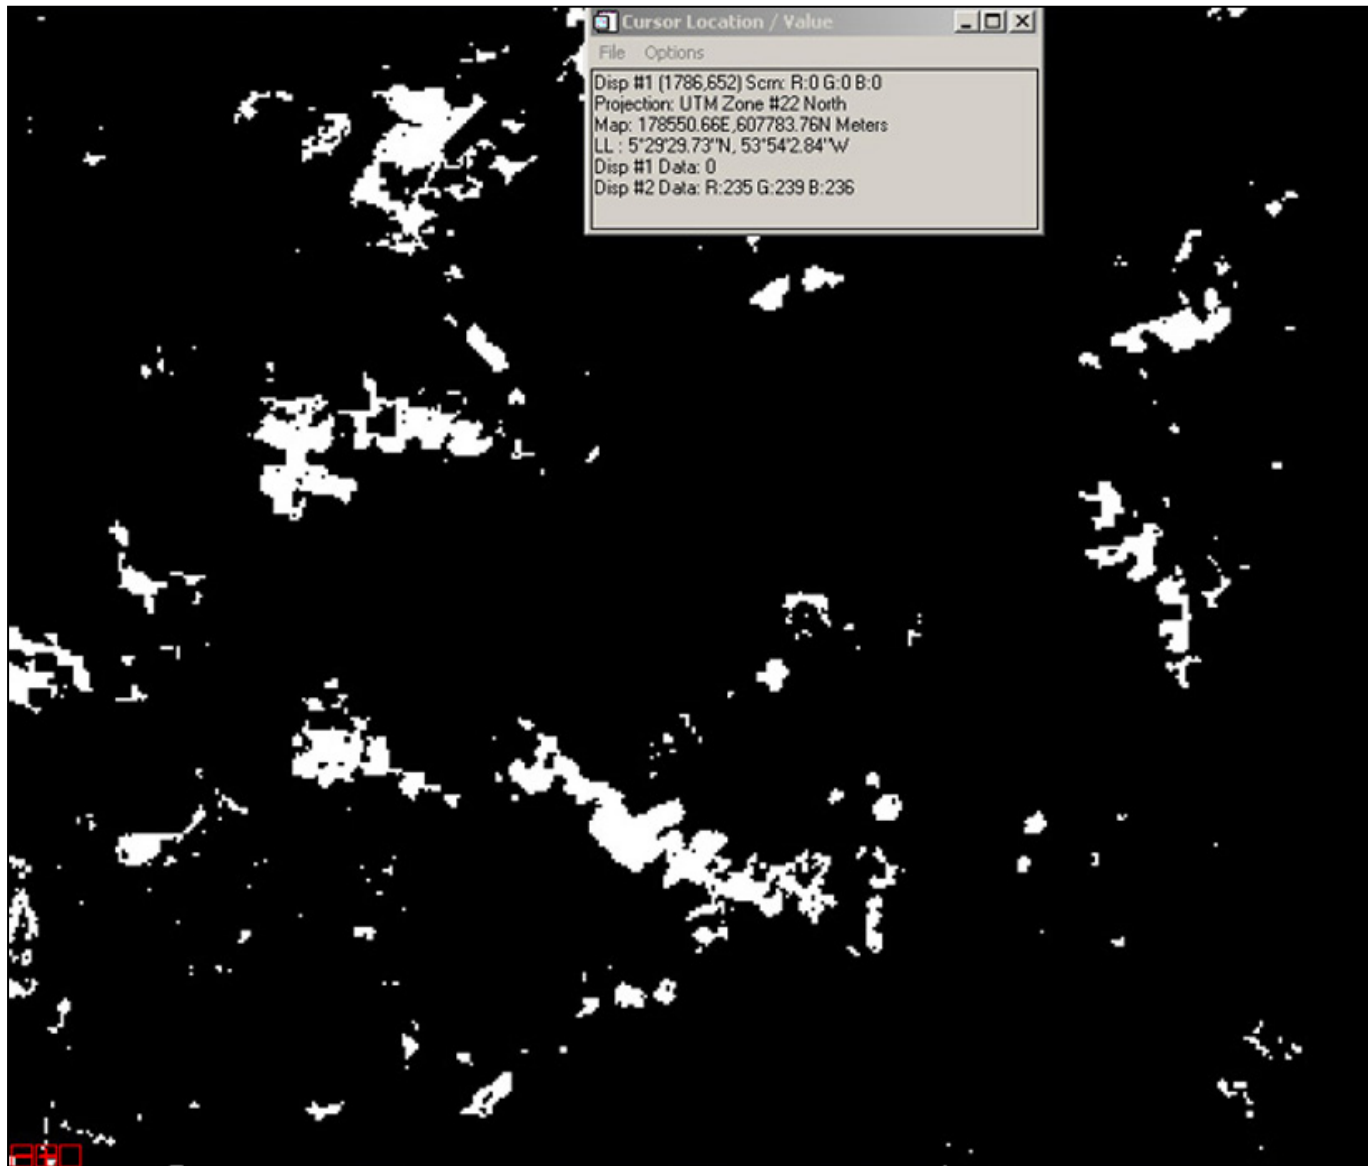 Cursor Location / Value
File Options
Disp #1 (1786,652) Scrn: R:0 G:0 B:0
Projection: UTM Zone #22 North
Map: 178550.66E,607783.76N Meters
LL : 5°29'29.73"N, 53°54'2.84"W
Disp #1 Data: 0
Disp #2 Data: R:235 G:239 B:236